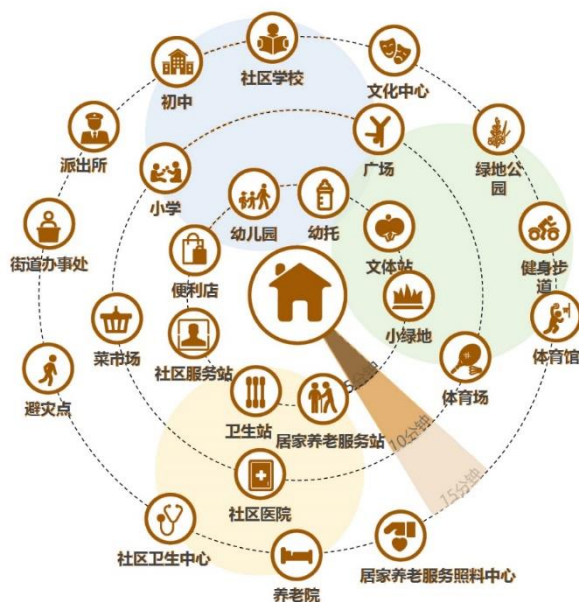 社区学校
文化中心
初中
派出所
广场
绿地公
园
小学
幼儿园
幼托
文体站
街道办事处
便利店
健身步
道
小绿地
菜市场
社区服务站
体育馆
5分钟
体育场
避灾点
卫生站
居家养老服务站
10分钟
15分钟
社区医院
社区卫生中心
养老院
居家养老服务照料中心